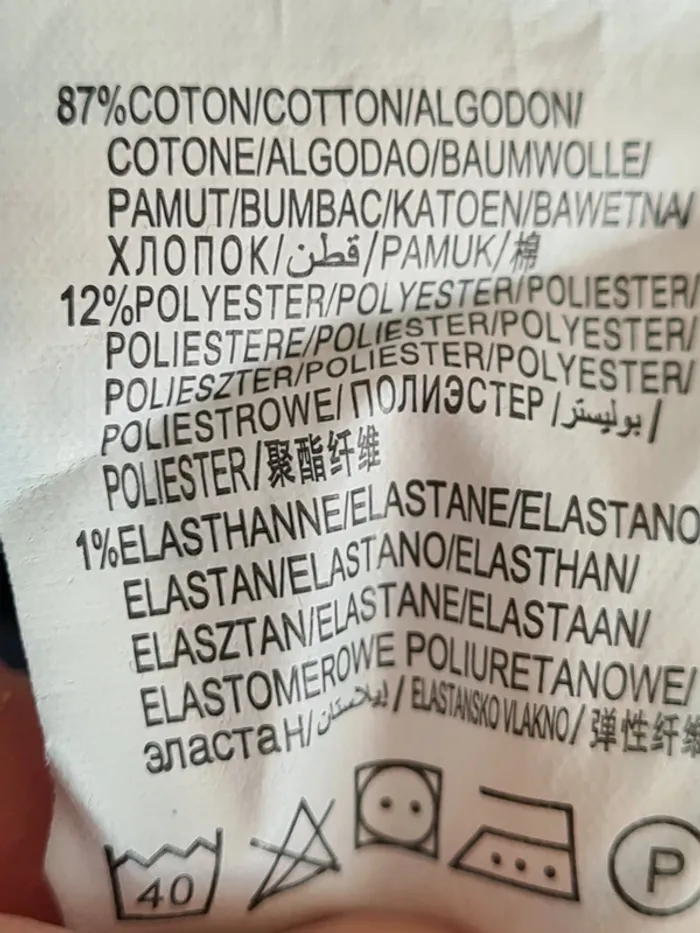 87%COTON/COTTON/ALGODON/
COTONE/ALGODAO/BAUMWOLLE/
PAMUT/BUMBAC/KATOEN/BAWETNA/
ХЛОПОК/قطن/PAMUK/棉
12%POLYESTER/POLYESTER/POLIESTER/
POLIESTERE/POLIESTER/POLYESTER/
POLIESZTER/POLIESTER/POLYESTER/
POLIESTROWE/ПОЛИЭСТЕР/بوليستر/
POLIESTER/聚酯纤维
1%ELASTHANNE/ELASTANE/ELASTANO
ELASTAN/ELASTANO/ELASTHAN/
ELASZTAN/ELASTANE/ELASTAAN/
ELASTOMEROWE POLIURETANOWE/
эластан/ايلاستان/ELASTANSKO VLAKNO/弹性纤维
40
P